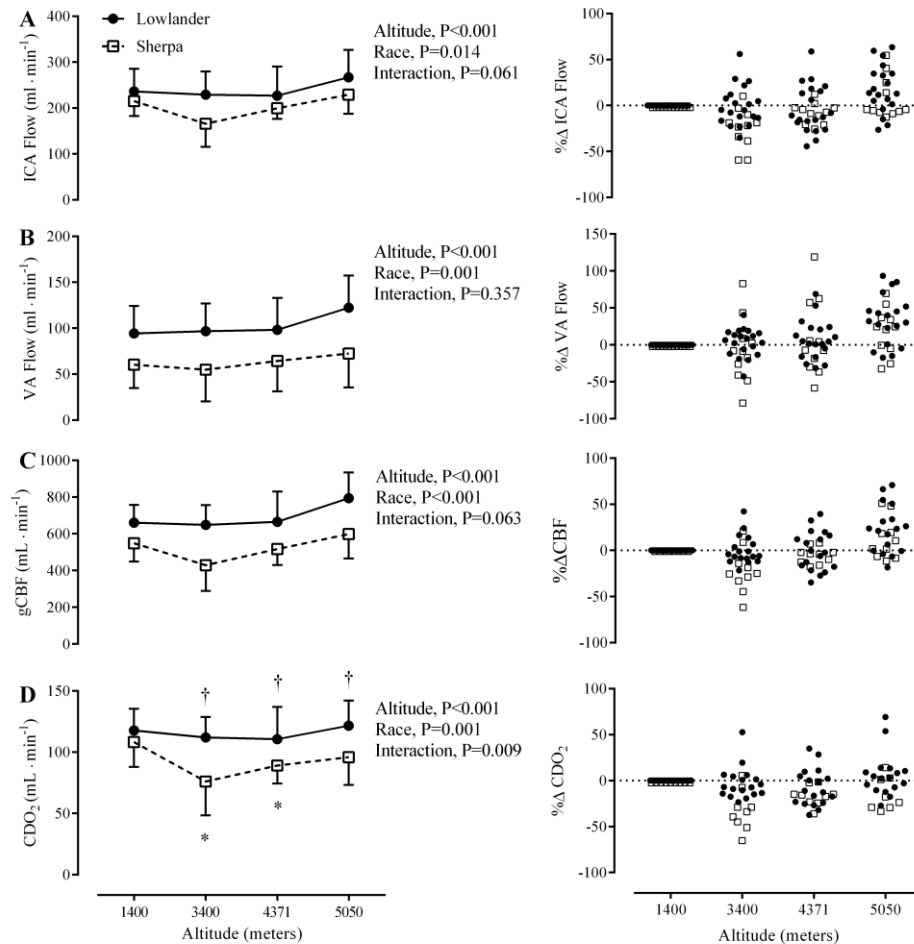 A
Lowlander
Sherpa
Altitude, P<0.001
Race, P=0.014
Interaction, P=0.061
ICA Flow (ml · min⁻¹)
400
300
200
100
0
%Δ ICA Flow
100
50
0
-50
-100
B
Altitude, P<0.001
Race, P=0.001
Interaction, P=0.357
VA Flow (ml · min⁻¹)
200
150
100
50
0
%Δ VA Flow
150
100
50
0
-50
-100
C
Altitude, P<0.001
Race, P<0.001
Interaction, P=0.063
gCBF (mL · min⁻¹)
1000
800
600
400
200
0
%ΔCBF
100
50
0
-50
-100
D
† † †
Altitude, P<0.001
Race, P=0.001
Interaction, P=0.009
* *
CDO₂ (mL · min⁻¹)
150
100
50
0
%Δ CDO₂
100
50
0
-50
-100
1400 3400 4371 5050
Altitude (meters)
1400 3400 4371 5050
Altitude (meters)